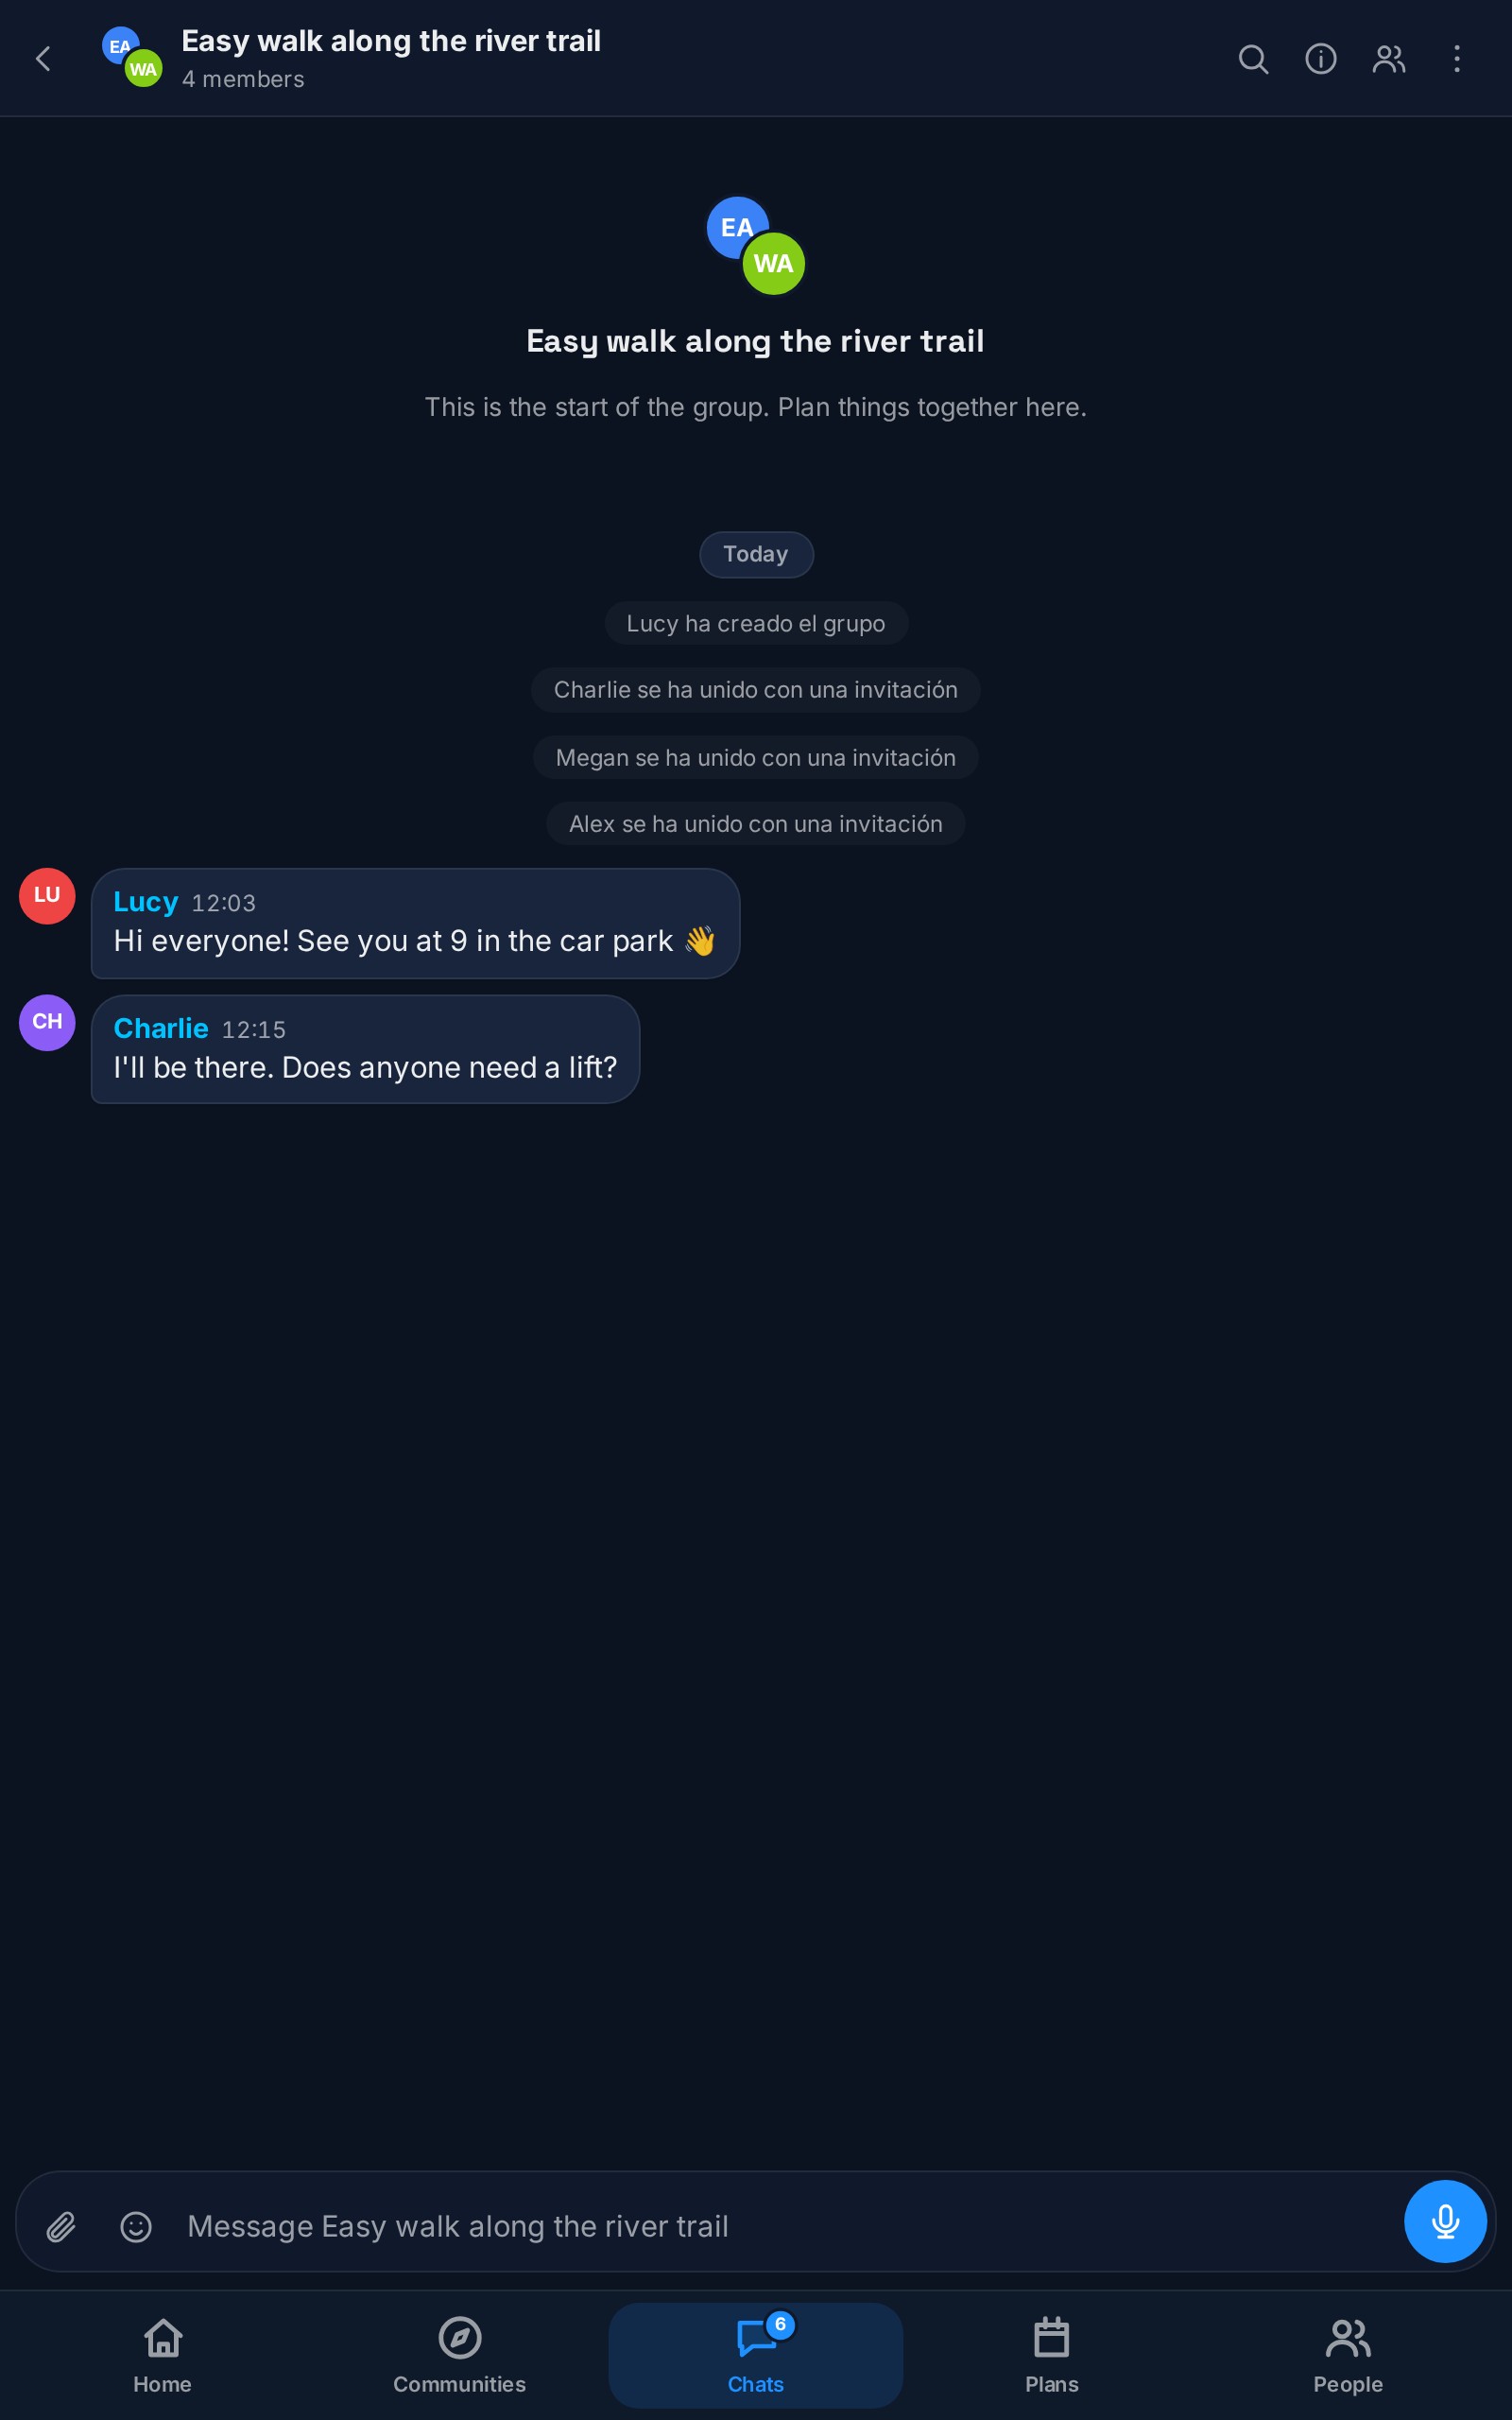 EA
WA
Easy walk along the river trail
4 members
EA
WA
Easy walk along the river trail
This is the start of the group. Plan things together here.
Today
Lucy ha creado el grupo
Charlie se ha unido con una invitación
Megan se ha unido con una invitación
Alex se ha unido con una invitación
LU
Lucy 12:03
Hi everyone! See you at 9 in the car park 👋
CH
Charlie 12:15
I'll be there. Does anyone need a lift?
Message Easy walk along the river trail
6
Home
Communities
Chats
Plans
People